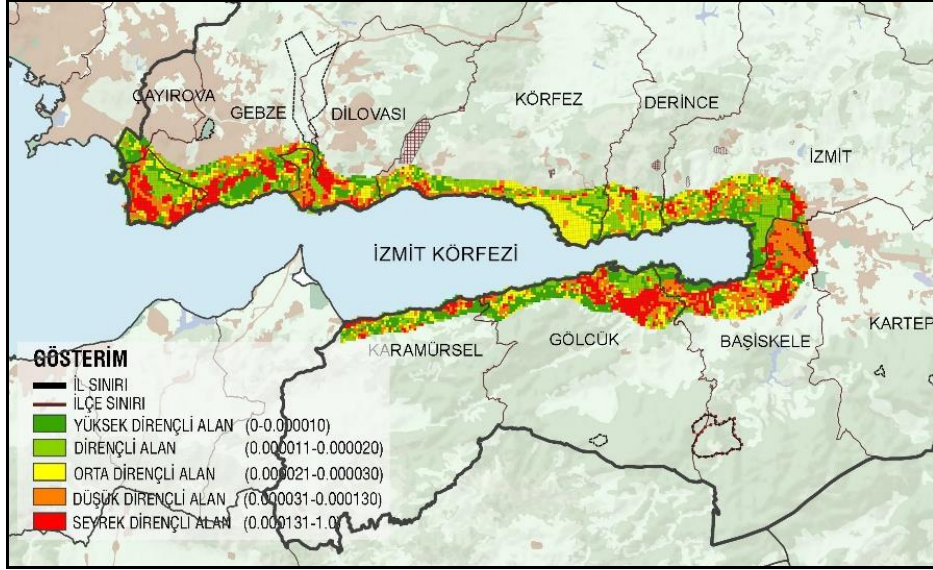 ÇAYIROVA
GEBZE
DİLOVASI
KÖRFEZ
DERİNCE
İZMİT
İZMİT KÖRFEZİ
KARTEP
KARAMÜRSEL
GÖLCÜK
BAŞİSKELE
GÖSTERİM
İL SINIRI
İLÇE SINIRI
YÜKSEK DİRENÇLİ ALAN (0-0.000010)
DİRENÇLİ ALAN (0.000011-0.000020)
ORTA DİRENÇLİ ALAN (0.000021-0.000030)
DÜŞÜK DİRENÇLİ ALAN (0.000031-0.000130)
SEYREK DİRENÇLİ ALAN (0.000131-1.0)